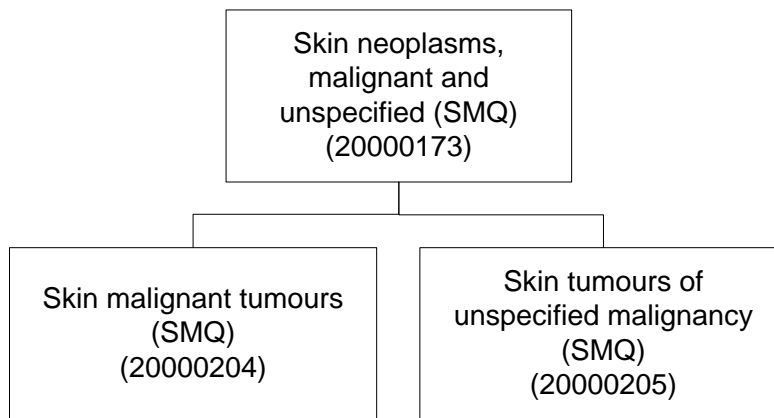 Skin neoplasms,
malignant and
unspecified (SMQ)
(20000173)
Skin malignant tumours
(SMQ)
(20000204)
Skin tumours of
unspecified malignancy
(SMQ)
(20000205)